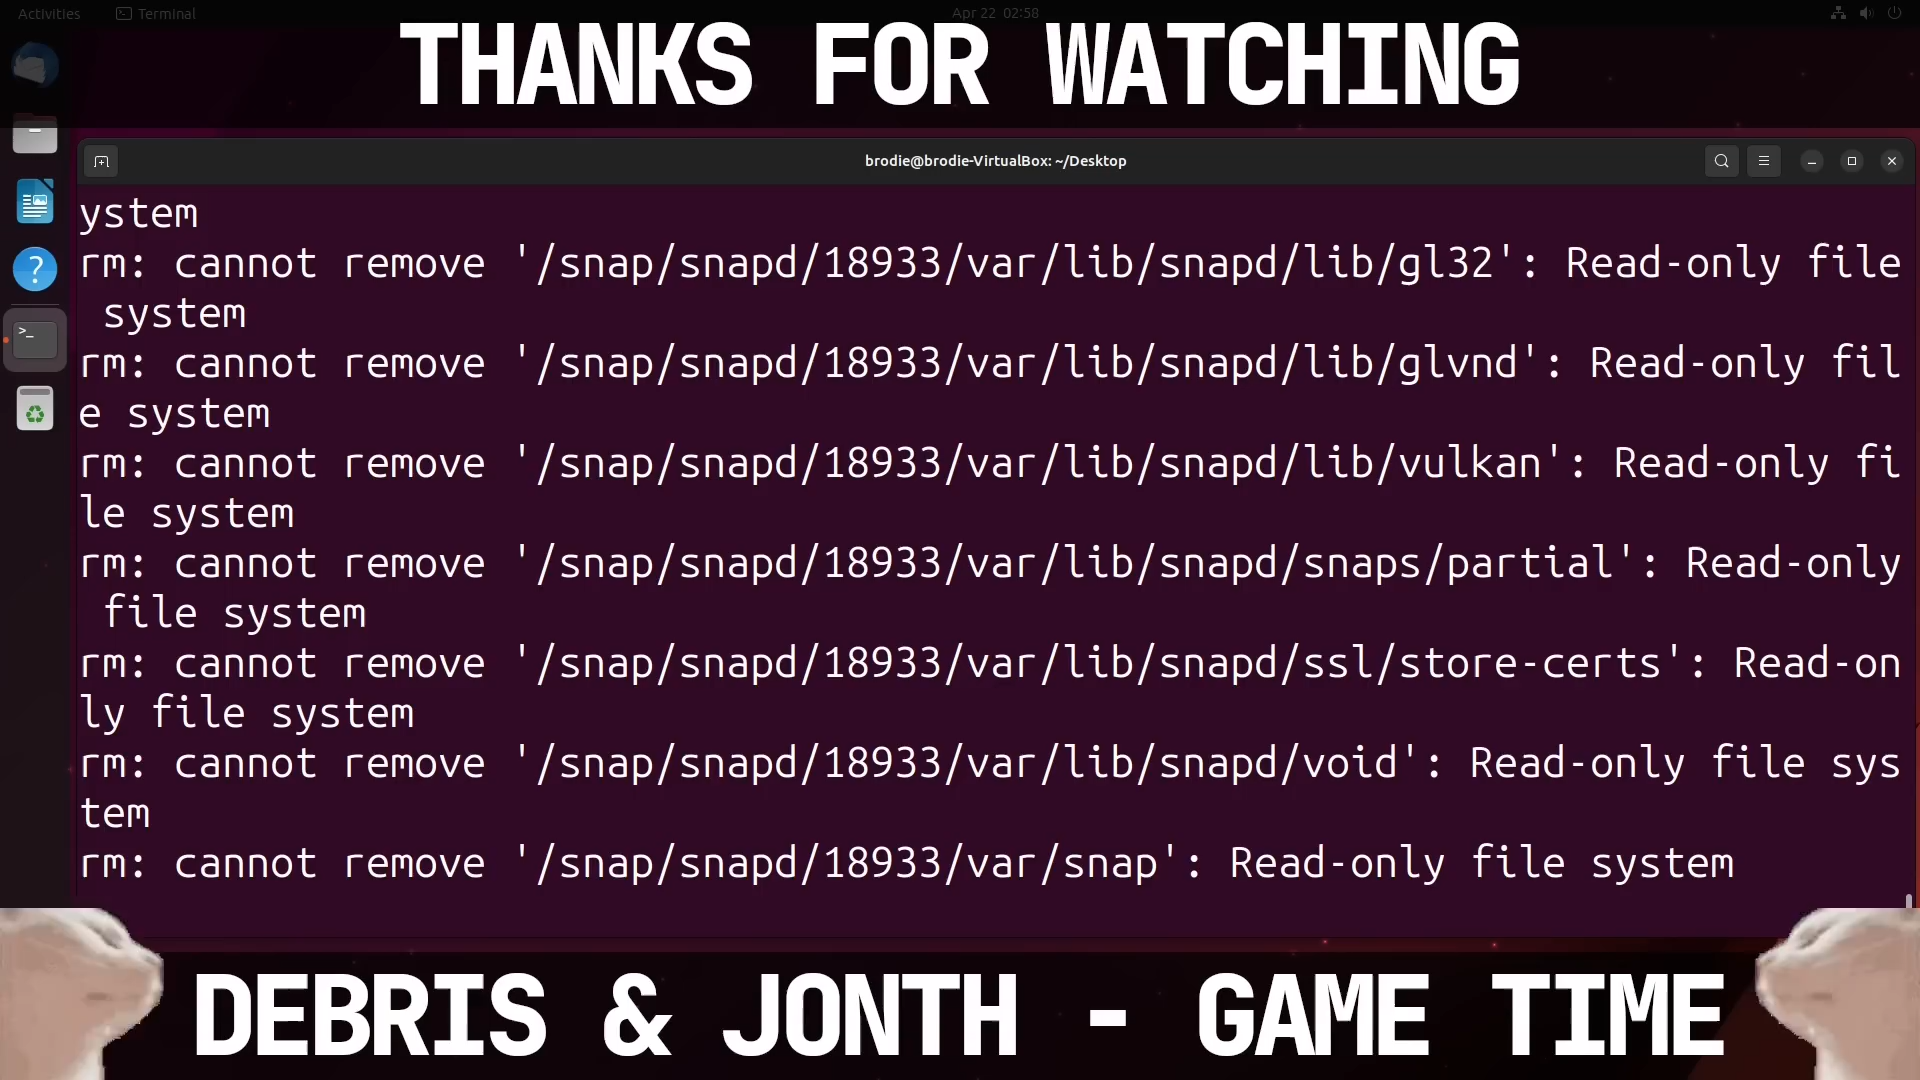 Activities Terminal Apr 22 02:58
THANKS FOR WATCHING
brodie@brodie-VirtualBox: ~/Desktop
ystem
rm: cannot remove '/snap/snapd/18933/var/lib/snapd/lib/gl32': Read-only file
 system
rm: cannot remove '/snap/snapd/18933/var/lib/snapd/lib/glvnd': Read-only fil
e system
rm: cannot remove '/snap/snapd/18933/var/lib/snapd/lib/vulkan': Read-only fi
le system
rm: cannot remove '/snap/snapd/18933/var/lib/snapd/snaps/partial': Read-only
 file system
rm: cannot remove '/snap/snapd/18933/var/lib/snapd/ssl/store-certs': Read-on
ly file system
rm: cannot remove '/snap/snapd/18933/var/lib/snapd/void': Read-only file sys
tem
rm: cannot remove '/snap/snapd/18933/var/snap': Read-only file system
DEBRIS & JONTH - GAME TIME